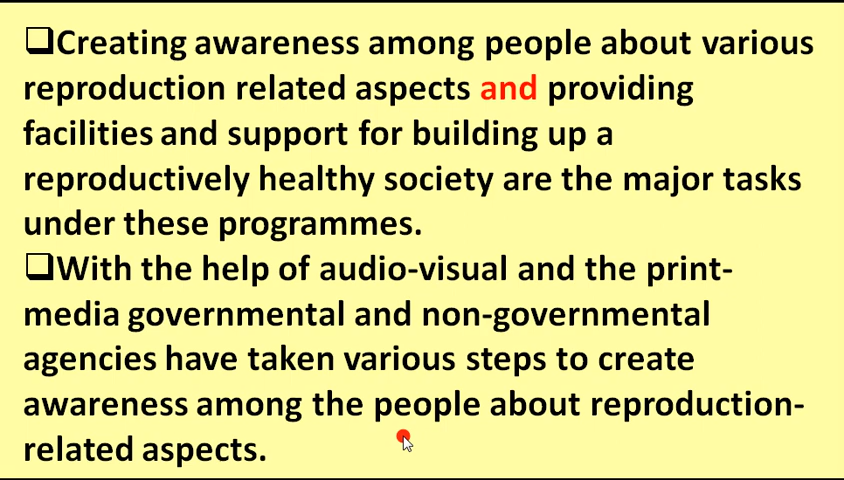 ❑Creating awareness among people about various
reproduction related aspects and providing
facilities and support for building up a
reproductively healthy society are the major tasks
under these programmes.
❑With the help of audio-visual and the print-
media governmental and non-governmental
agencies have taken various steps to create
awareness among the people about reproduction-
related aspects.